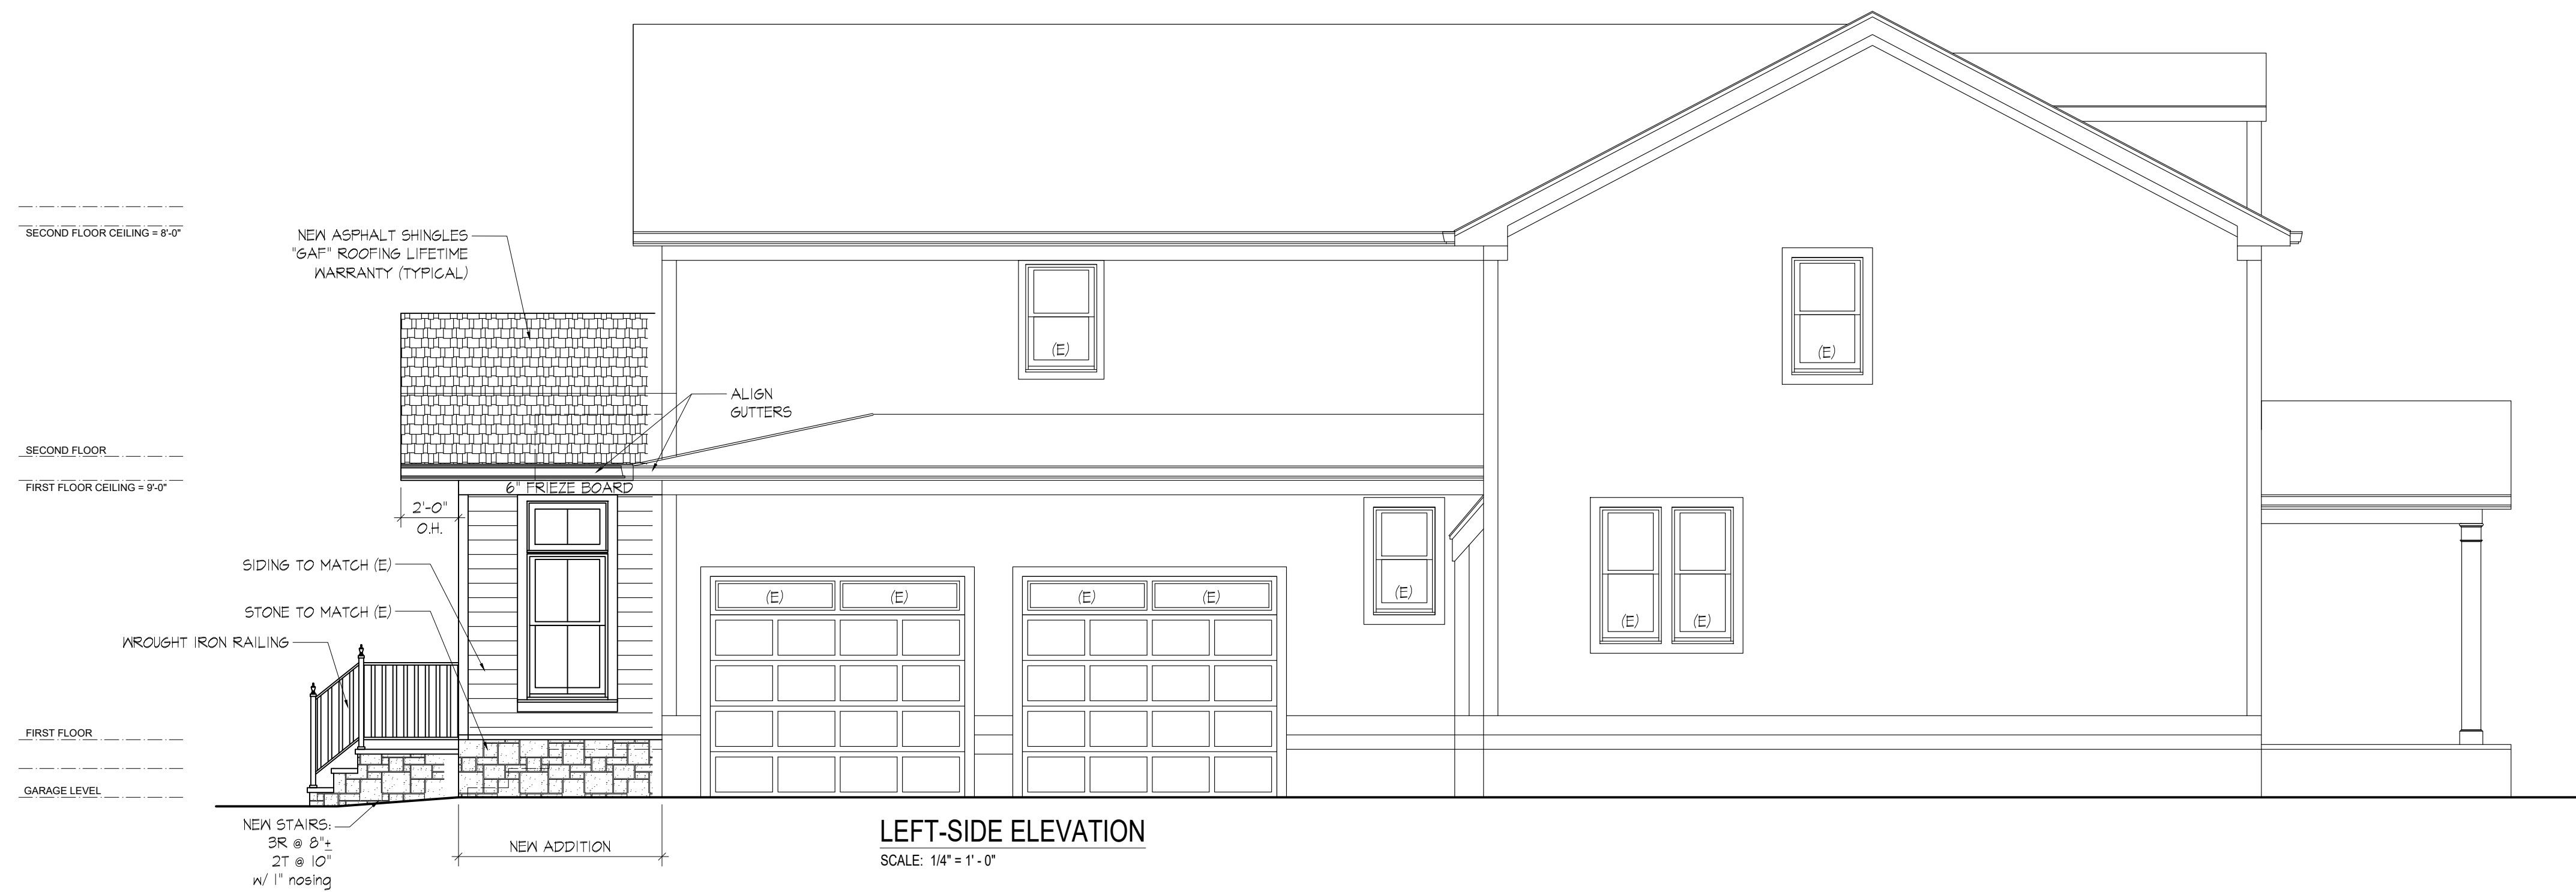 SECOND FLOOR CEILING = 8'-0"
NEW ASPHALT SHINGLES
"GAF" ROOFING LIFETIME
WARRANTY (TYPICAL)
(E)
(E)
ALIGN
GUTTERS
SECOND FLOOR
FIRST FLOOR CEILING = 9'-0"
6" FRIEZE BOARD
2'-0"
O.H.
SIDING TO MATCH (E)
STONE TO MATCH (E)
WROUGHT IRON RAILING
(E)
(E)
(E)
(E)
(E)
(E)
(E)
FIRST FLOOR
GARAGE LEVEL
NEW STAIRS:
3R @ 8"±
2T @ 10"
w/ 1" nosing
NEW ADDITION
LEFT-SIDE ELEVATION
SCALE: 1/4" = 1' - 0"